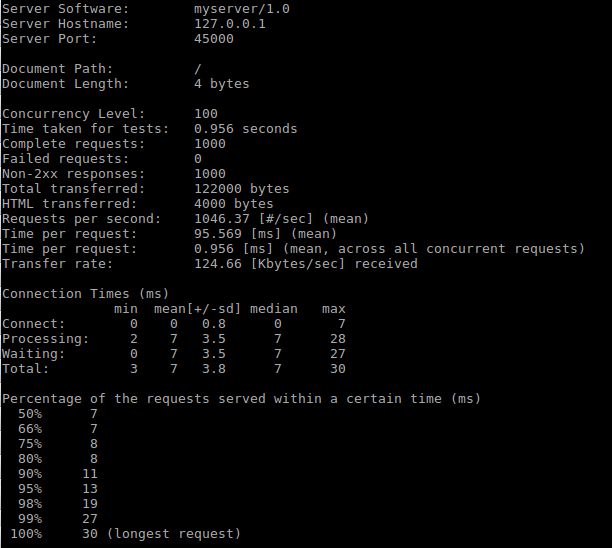 Server Software:        myserver/1.0
Server Hostname:        127.0.0.1
Server Port:            45000

Document Path:          /
Document Length:        4 bytes

Concurrency Level:      100
Time taken for tests:   0.956 seconds
Complete requests:      1000
Failed requests:        0
Non-2xx responses:      1000
Total transferred:      122000 bytes
HTML transferred:       4000 bytes
Requests per second:    1046.37 [#/sec] (mean)
Time per request:       95.569 [ms] (mean)
Time per request:       0.956 [ms] (mean, across all concurrent requests)
Transfer rate:          124.66 [Kbytes/sec] received

Connection Times (ms)
              min  mean[+/-sd] median   max
Connect:        0    0   0.8      0       7
Processing:     2    7   3.5      7      28
Waiting:        0    7   3.5      7      27
Total:          3    7   3.8      7      30

Percentage of the requests served within a certain time (ms)
  50%      7
  66%      7
  75%      8
  80%      8
  90%     11
  95%     13
  98%     19
  99%     27
 100%     30 (longest request)